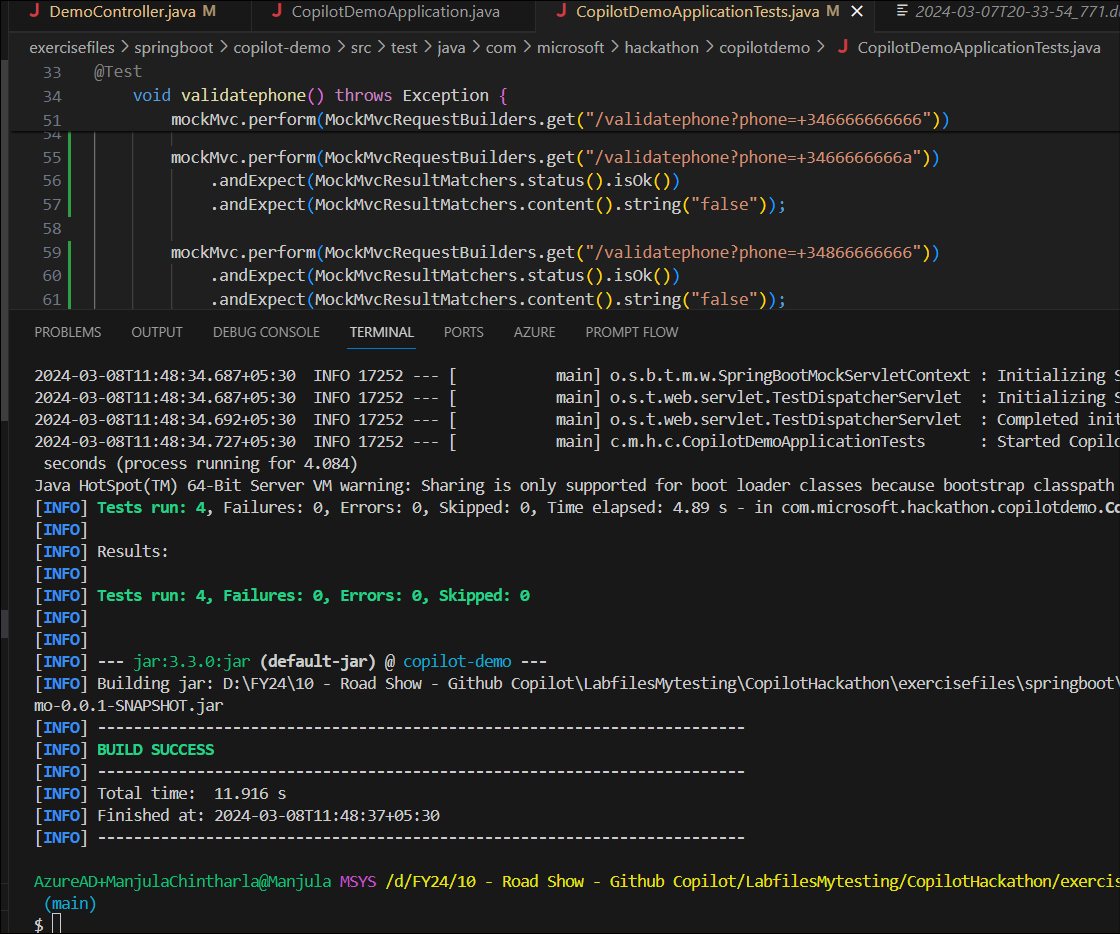 DemoController.java M CopilotDemoApplication.java CopilotDemoApplicationTests.java M × 2024-03-07T20-33-54_771.d
exercisefiles > springboot > copilot-demo > src > test > java > com > microsoft > hackathon > copilotdemo > CopilotDemoApplicationTests.java
33 @Test
34 void validatephone() throws Exception {
51 mockMvc.perform(MockMvcRequestBuilders.get("/validatephone?phone=+346666666666"))
54
55 mockMvc.perform(MockMvcRequestBuilders.get("/validatephone?phone=+3466666666a"))
56 .andExpect(MockMvcResultMatchers.status().isOk())
57 .andExpect(MockMvcResultMatchers.content().string("false"));
58
59 mockMvc.perform(MockMvcRequestBuilders.get("/validatephone?phone=+34866666666"))
60 .andExpect(MockMvcResultMatchers.status().isOk())
61 .andExpect(MockMvcResultMatchers.content().string("false"));
PROBLEMS OUTPUT DEBUG CONSOLE TERMINAL PORTS AZURE PROMPT FLOW
2024-03-08T11:48:34.687+05:30 INFO 17252 --- [ main] o.s.b.t.m.w.SpringBootMockServletContext : Initializing S
2024-03-08T11:48:34.687+05:30 INFO 17252 --- [ main] o.s.t.web.servlet.TestDispatcherServlet : Initializing S
2024-03-08T11:48:34.692+05:30 INFO 17252 --- [ main] o.s.t.web.servlet.TestDispatcherServlet : Completed init
2024-03-08T11:48:34.727+05:30 INFO 17252 --- [ main] c.m.h.c.CopilotDemoApplicationTests : Started Copilo
seconds (process running for 4.084)
Java HotSpot(TM) 64-Bit Server VM warning: Sharing is only supported for boot loader classes because bootstrap classpath
[INFO] Tests run: 4, Failures: 0, Errors: 0, Skipped: 0, Time elapsed: 4.89 s - in com.microsoft.hackathon.copilotdemo.Co
[INFO]
[INFO] Results:
[INFO]
[INFO] Tests run: 4, Failures: 0, Errors: 0, Skipped: 0
[INFO]
[INFO]
[INFO] --- jar:3.3.0:jar (default-jar) @ copilot-demo ---
[INFO] Building jar: D:\FY24\10 - Road Show - Github Copilot\LabfilesMytesting\CopilotHackathon\exercisefiles\springboot\
mo-0.0.1-SNAPSHOT.jar
[INFO] ------------------------------------------------------------------------
[INFO] BUILD SUCCESS
[INFO] ------------------------------------------------------------------------
[INFO] Total time: 11.916 s
[INFO] Finished at: 2024-03-08T11:48:37+05:30
[INFO] ------------------------------------------------------------------------
AzureAD+ManjulaChintharla@Manjula MSYS /d/FY24/10 - Road Show - Github Copilot/LabfilesMytesting/CopilotHackathon/exercis
(main)
$